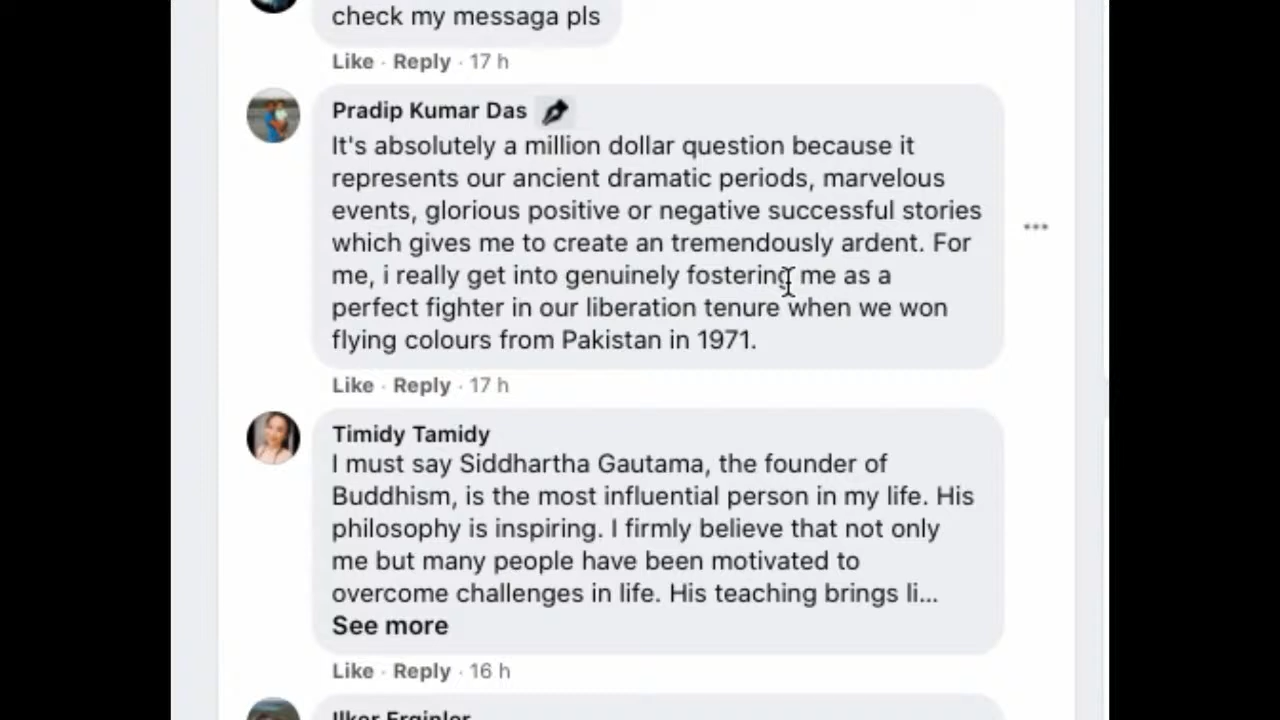 check my messaga pls
Like · Reply · 17 h
Pradip Kumar Das
It's absolutely a million dollar question because it
represents our ancient dramatic periods, marvelous
events, glorious positive or negative successful stories
which gives me to create an tremendously ardent. For
me, i really get into genuinely fostering me as a
perfect fighter in our liberation tenure when we won
flying colours from Pakistan in 1971.
Like · Reply · 17 h
Timidy Tamidy
I must say Siddhartha Gautama, the founder of
Buddhism, is the most influential person in my life. His
philosophy is inspiring. I firmly believe that not only
me but many people have been motivated to
overcome challenges in life. His teaching brings li...
See more
Like · Reply · 16 h
Ilker Erginler